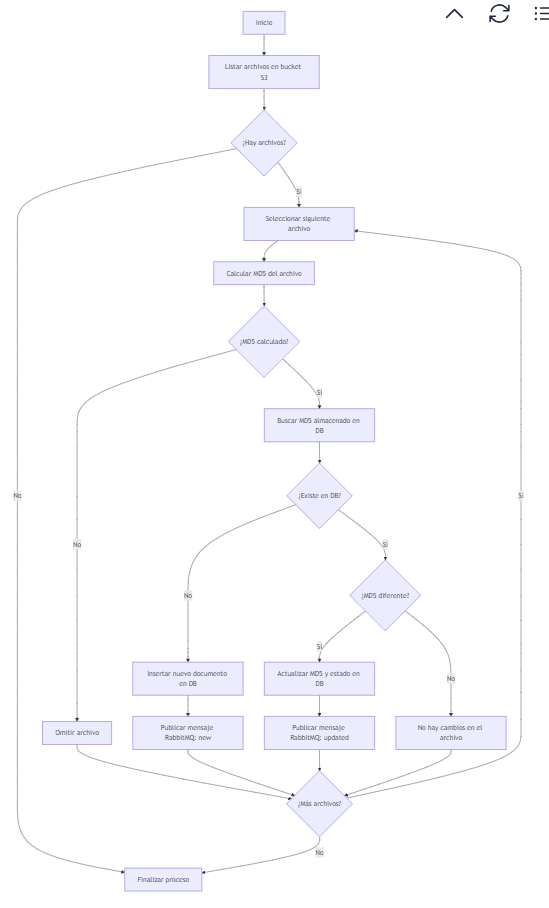 Inicio
Listar archivos en bucket
S3
¿Hay archivos?
Sí
Seleccionar siguiente
archivo
Calcular MD5 del archivo
¿MD5 calculado?
Sí
Buscar MD5 almacenado en
DB
No
¿Existe en DB?
Sí
No
Sí
¿MD5 diferente?
No
Sí
No
Insertar nuevo documento
en DB
Actualizar MD5 y estado en
DB
Omitir archivo
Publicar mensaje
RabbitMQ: new
Publicar mensaje
RabbitMQ: updated
No hay cambios en el
archivo
¿Más archivos?
No
Finalizar proceso